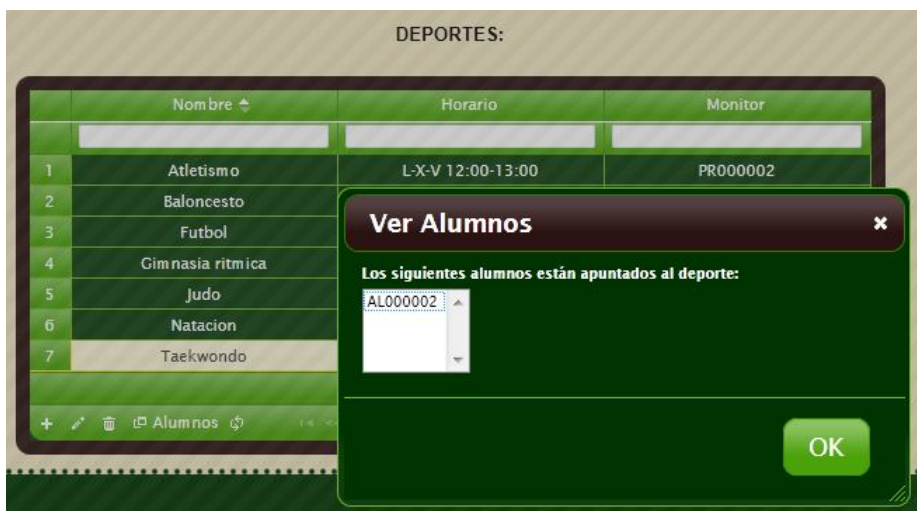 DEPORTES:
Nombre Horario Monitor
1 Atletismo L-X-V 12:00-13:00 PR000002
2 Baloncesto
3 Futbol
4 Gimnasia ritmica
5 Judo
6 Natacion
7 Taekwondo
Alumnos
Ver Alumnos
Los siguientes alumnos están apuntados al deporte:
AL000002
OK